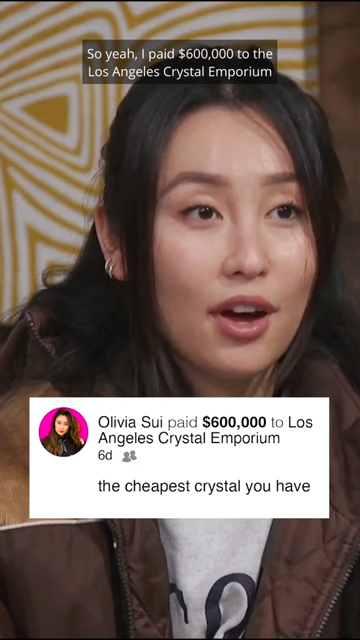 So yeah, I paid $600,000 to the
Los Angeles Crystal Emporium
Olivia Sui paid $600,000 to Los
Angeles Crystal Emporium
6d
the cheapest crystal you have